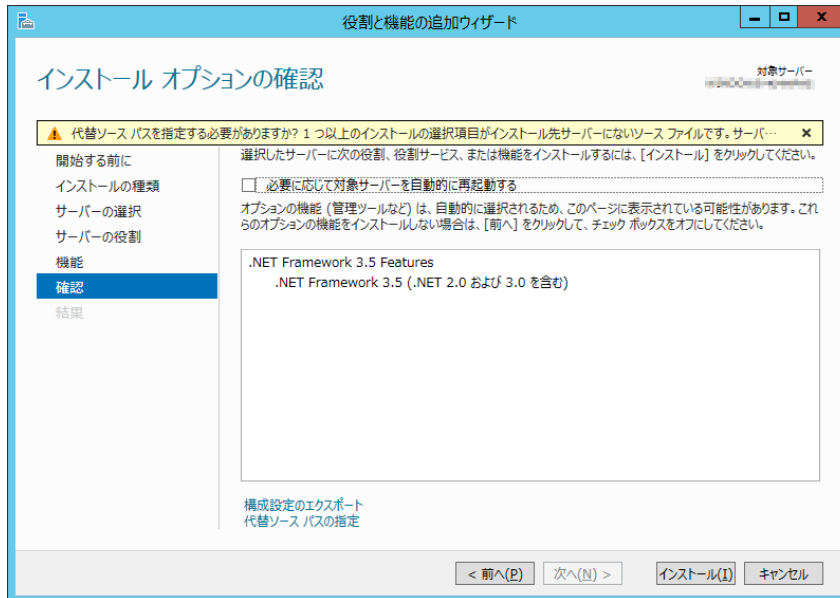 役割と機能の追加ウィザード
インストール オプションの確認
対象サーバー
代替ソース パスを指定する必要がありますか? 1 つ以上のインストールの選択項目がインストール先サーバーにないソース ファイルです。サーバ…
開始する前に
インストールの種類
サーバーの選択
サーバーの役割
機能
確認
結果
選択したサーバーに次の役割、役割サービス、または機能をインストールするには、[インストール] をクリックしてください。
必要に応じて対象サーバーを自動的に再起動する
オプションの機能 (管理ツールなど) は、自動的に選択されるため、このページに表示されている可能性があります。これ
らのオプションの機能をインストールしない場合は、[前へ] をクリックして、チェック ボックスをオフにしてください。
.NET Framework 3.5 Features
.NET Framework 3.5 (.NET 2.0 および 3.0 を含む)
構成設定のエクスポート
代替ソース パスの指定
< 前へ(P)
次へ(N) >
インストール(I)
キャンセル